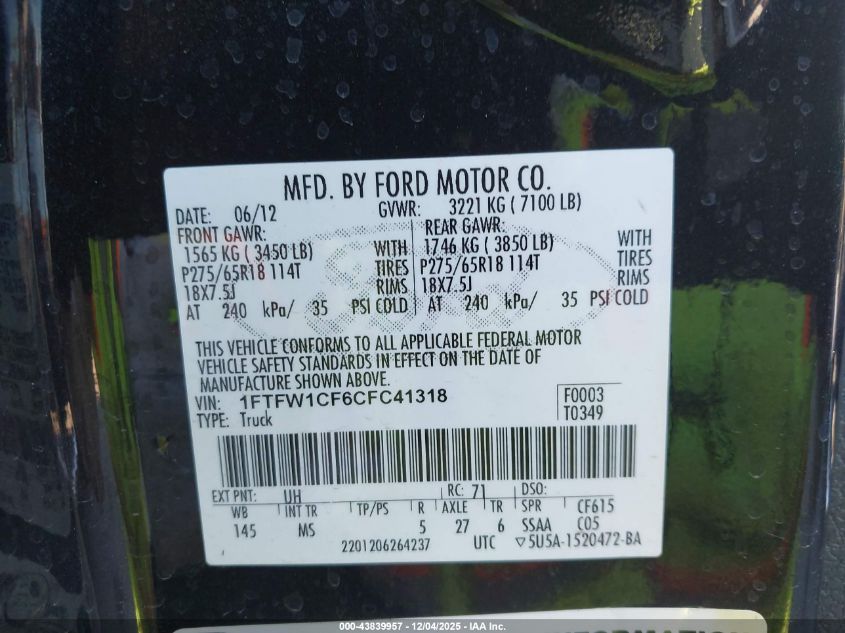 MFD. BY FORD MOTOR CO.
DATE: 06/12 GVWR: 3221 KG ( 7100 LB)
FRONT GAWR: REAR GAWR:
1565 KG ( 3450 LB) WITH 1746 KG ( 3850 LB) WITH
P275/65R18 114T TIRES P275/65R18 114T TIRES
18X7.5J RIMS 18X7.5J RIMS
AT 240 kPa/ 35 PSI COLD AT 240 kPa/ 35 PSI COLD
THIS VEHICLE CONFORMS TO ALL APPLICABLE FEDERAL MOTOR
VEHICLE SAFETY STANDARDS IN EFFECT ON THE DATE OF
MANUFACTURE SHOWN ABOVE.
VIN: 1FTFW1CF6CFC41318 F0003
TYPE: Truck T0349
EXT PNT: UH RC: 71 DSO:
WB INT TR TP/PS R AXLE TR SPR CF615
145 MS 5 27 6 SSAA C05
2201206264237 UTC ▽5U5A-1520472-BA
000-43839957 - 12/04/2025 - IAA Inc.